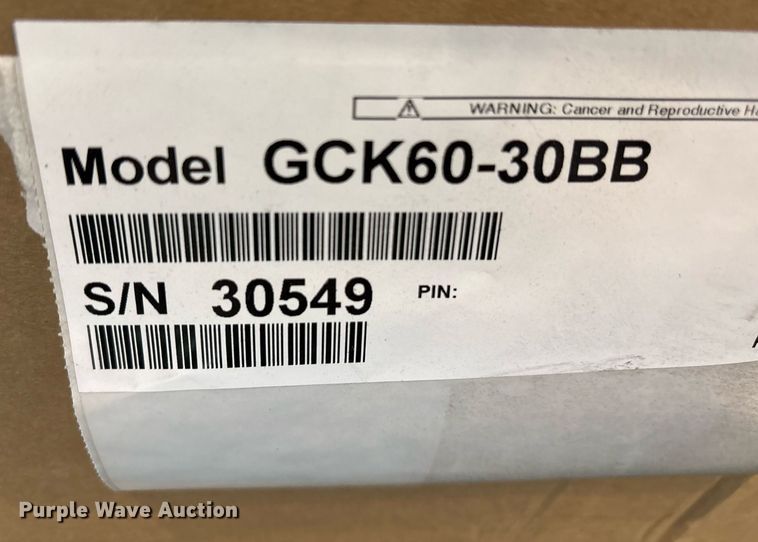 WARNING: Cancer and Reproductive
Model GCK60-30BB
S/N 30549 PIN:
Purple Wave Auction